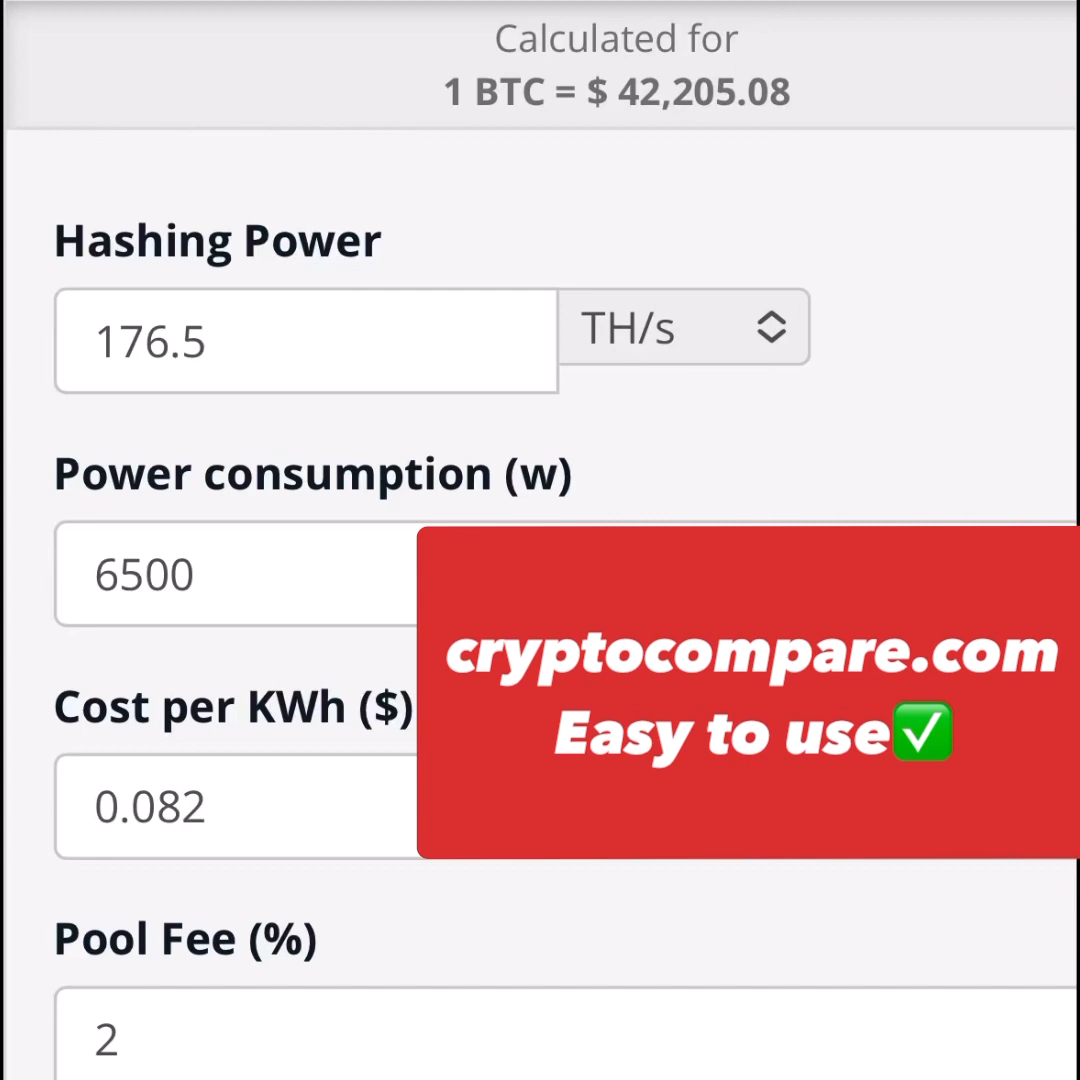 Calculated for
1 BTC = $ 42,205.08
Hashing Power
176.5 TH/s
Power consumption (w)
6500
cryptocompare.com
Easy to use✅
Cost per KWh ($)
0.082
Pool Fee (%)
2